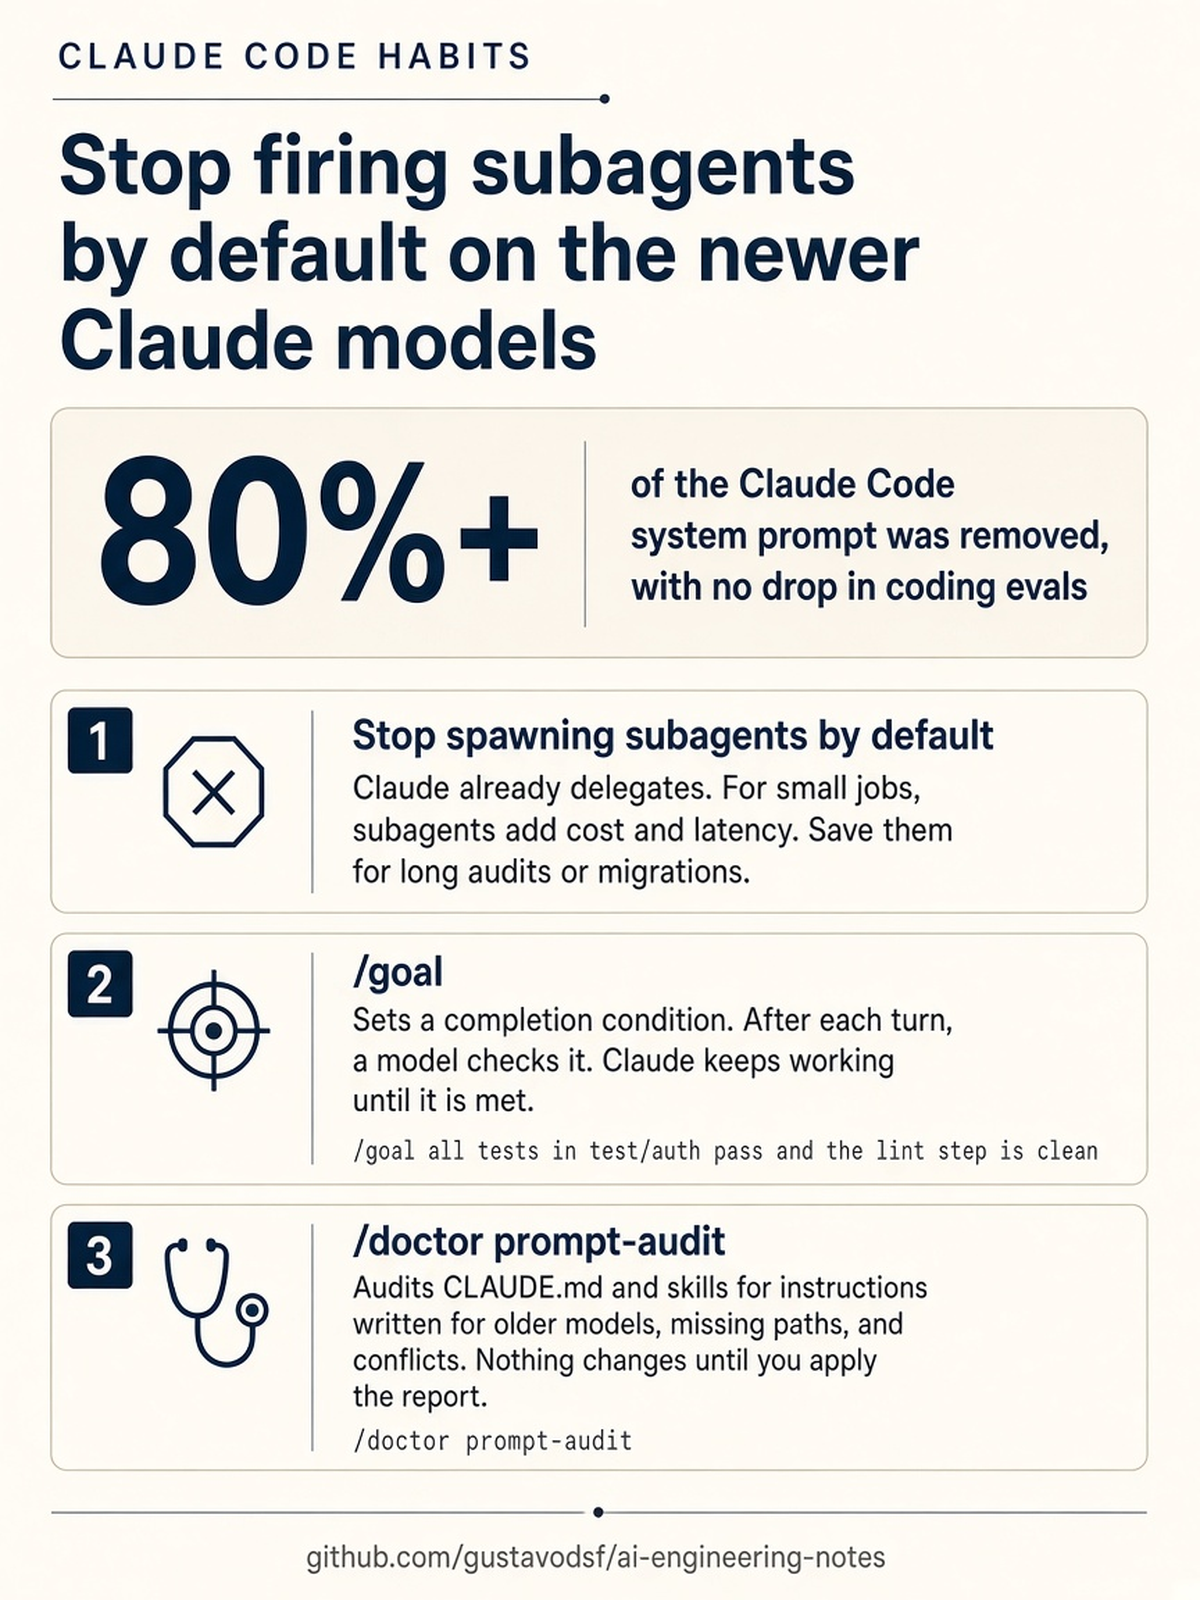 CLAUDE CODE HABITS
Stop firing subagents
by default on the newer
Claude models
80%+
of the Claude Code
system prompt was removed,
with no drop in coding evals
1
Stop spawning subagents by default
Claude already delegates. For small jobs,
subagents add cost and latency. Save them
for long audits or migrations.
2
/goal
Sets a completion condition. After each turn,
a model checks it. Claude keeps working
until it is met.
/goal all tests in test/auth pass and the lint step is clean
3
/doctor prompt-audit
Audits CLAUDE.md and skills for instructions
written for older models, missing paths, and
conflicts. Nothing changes until you apply
the report.
/doctor prompt-audit
github.com/gustavodsf/ai-engineering-notes